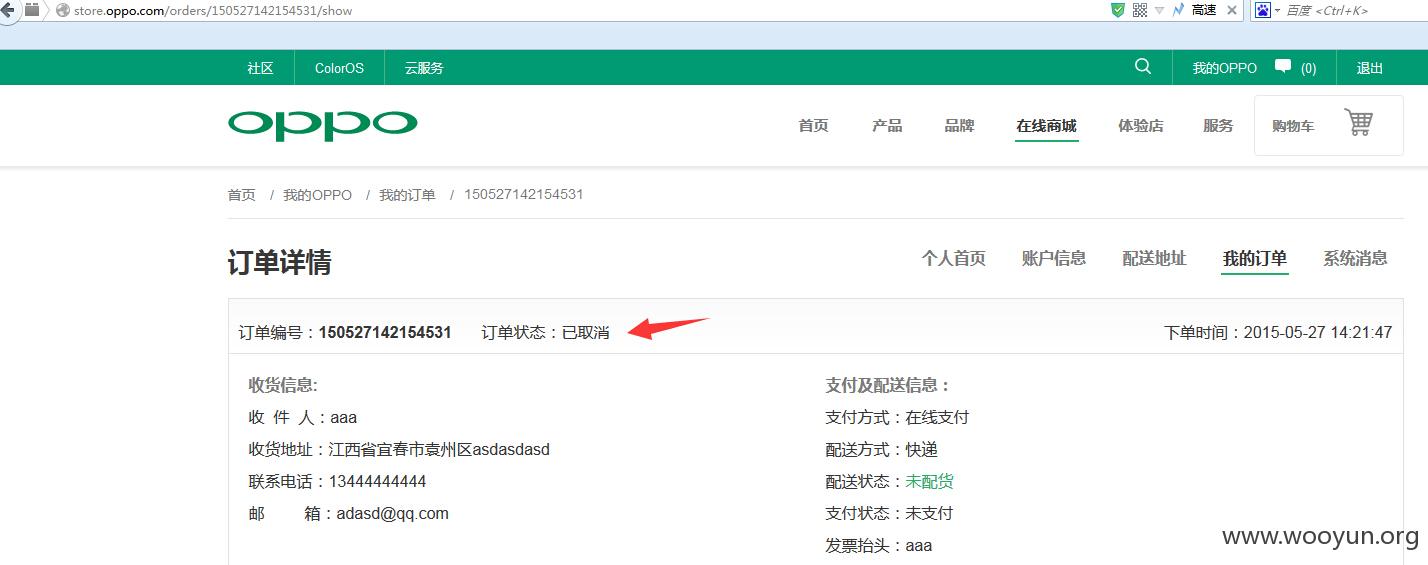 store.oppo.com/orders/150527142154531/show 高速 百度 <Ctrl+K>
社区 ColorOS 云服务 我的OPPO (0) 退出
oppo 首页 产品 品牌 在线商城 体验店 服务 购物车
首页 / 我的OPPO / 我的订单 / 150527142154531
订单详情 个人首页 账户信息 配送地址 我的订单 系统消息
订单编号：150527142154531 订单状态：已取消 下单时间：2015-05-27 14:21:47
收货信息: 支付及配送信息：
收 件 人：aaa 支付方式：在线支付
收货地址：江西省宜春市袁州区asdasdasd 配送方式：快递
联系电话：13444444444 配送状态：未配货
邮 箱：adasd@qq.com 支付状态：未支付
发票抬头：aaa
www.wooyun.org